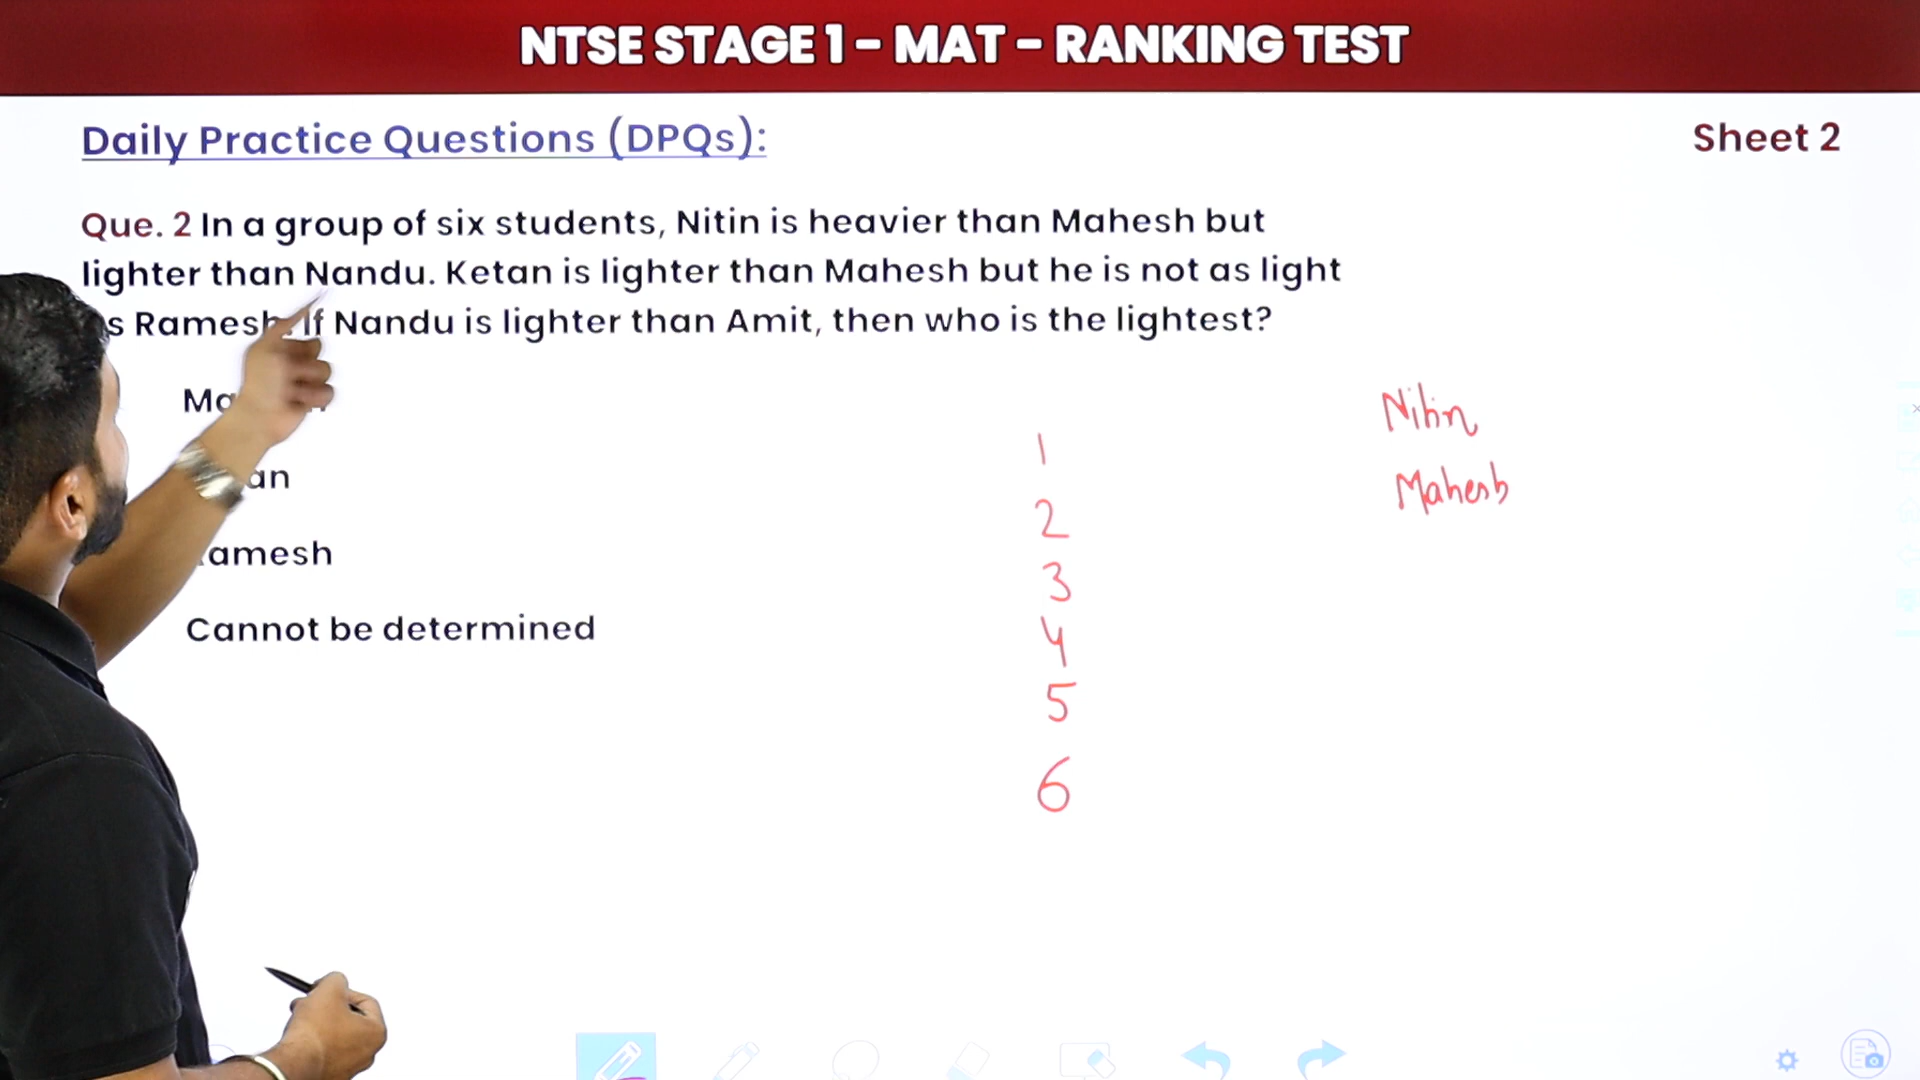 NTSE STAGE 1 - MAT - RANKING TEST
Daily Practice Questions (DPQs):
Sheet 2
Que. 2 In a group of six students, Nitin is heavier than Mahesh but
lighter than Nandu. Ketan is lighter than Mahesh but he is not as light
Ramesh. If Nandu is lighter than Amit, then who is the lightest?
Ramesh
Cannot be determined
1
2
3
4
5
6
Nitin
Mahesh